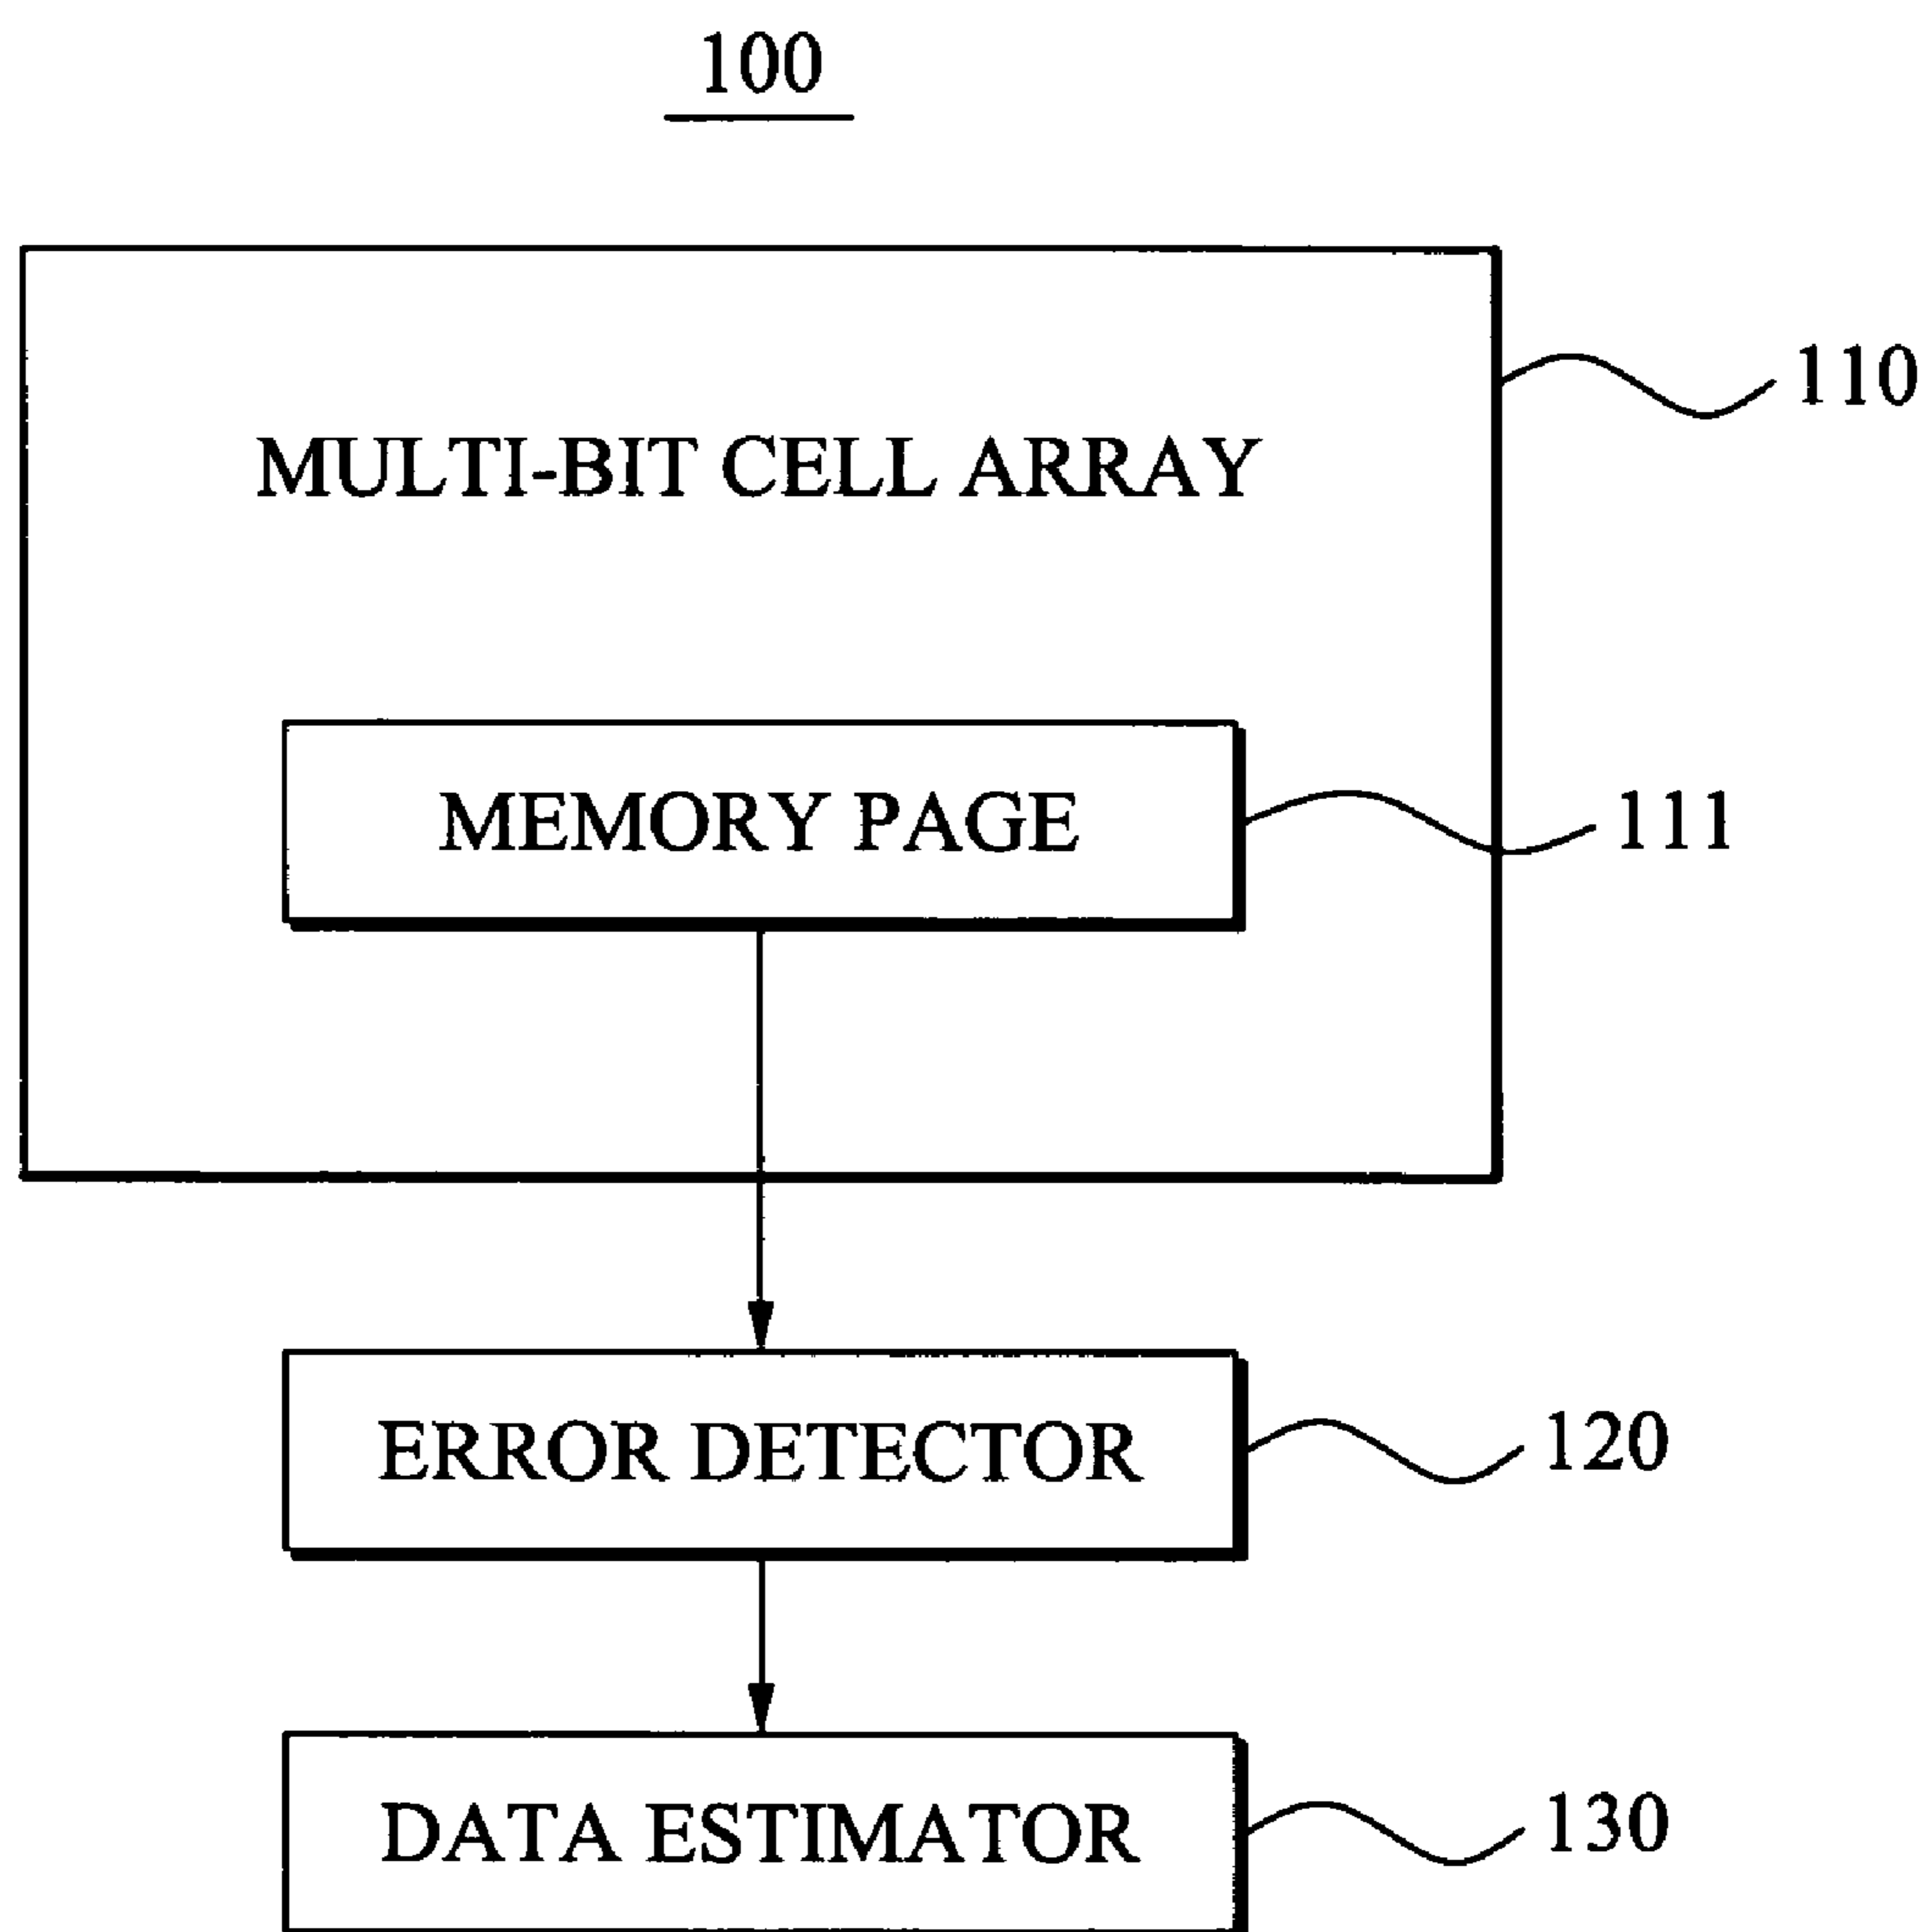 100
110
MULTI-BIT CELL ARRAY
MEMORY PAGE
111
ERROR DETECTOR
120
DATA ESTIMATOR
130